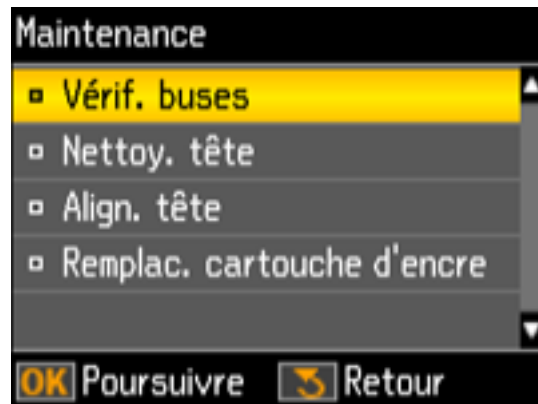 Maintenance
Vérif. buses
Nettoy. tête
Align. tête
Remplac. cartouche d'encre
OK Poursuivre Retour